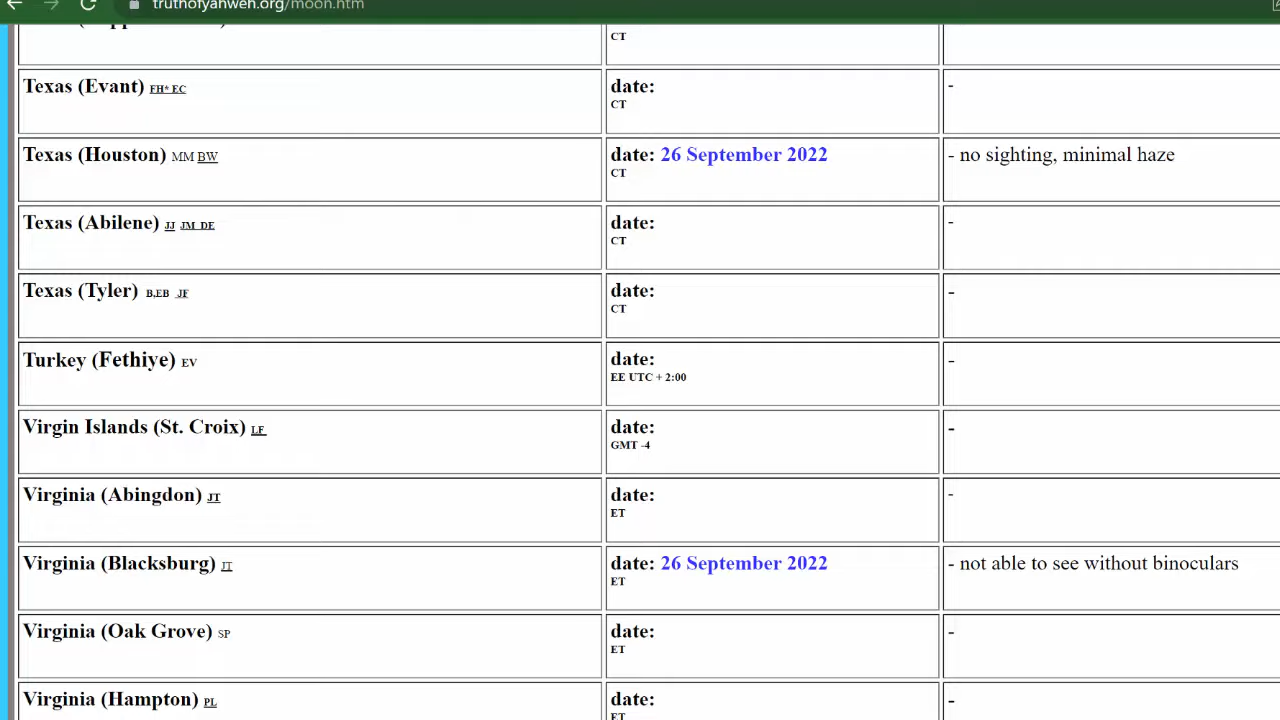 truthofyahweh.org/moon.htm
CT
Texas (Evant) FH* EC
date:
CT
-
Texas (Houston) MM BW
date: 26 September 2022
CT
- no sighting, minimal haze
Texas (Abilene) JJ JM DE
date:
CT
-
Texas (Tyler) B,EB JF
date:
CT
-
Turkey (Fethiye) EV
date:
EE UTC + 2:00
-
Virgin Islands (St. Croix) LF
date:
GMT -4
-
Virginia (Abingdon) JT
date:
ET
-
Virginia (Blacksburg) JT
date: 26 September 2022
ET
- not able to see without binoculars
Virginia (Oak Grove) SP
date:
ET
-
Virginia (Hampton) PL
date:
ET
-